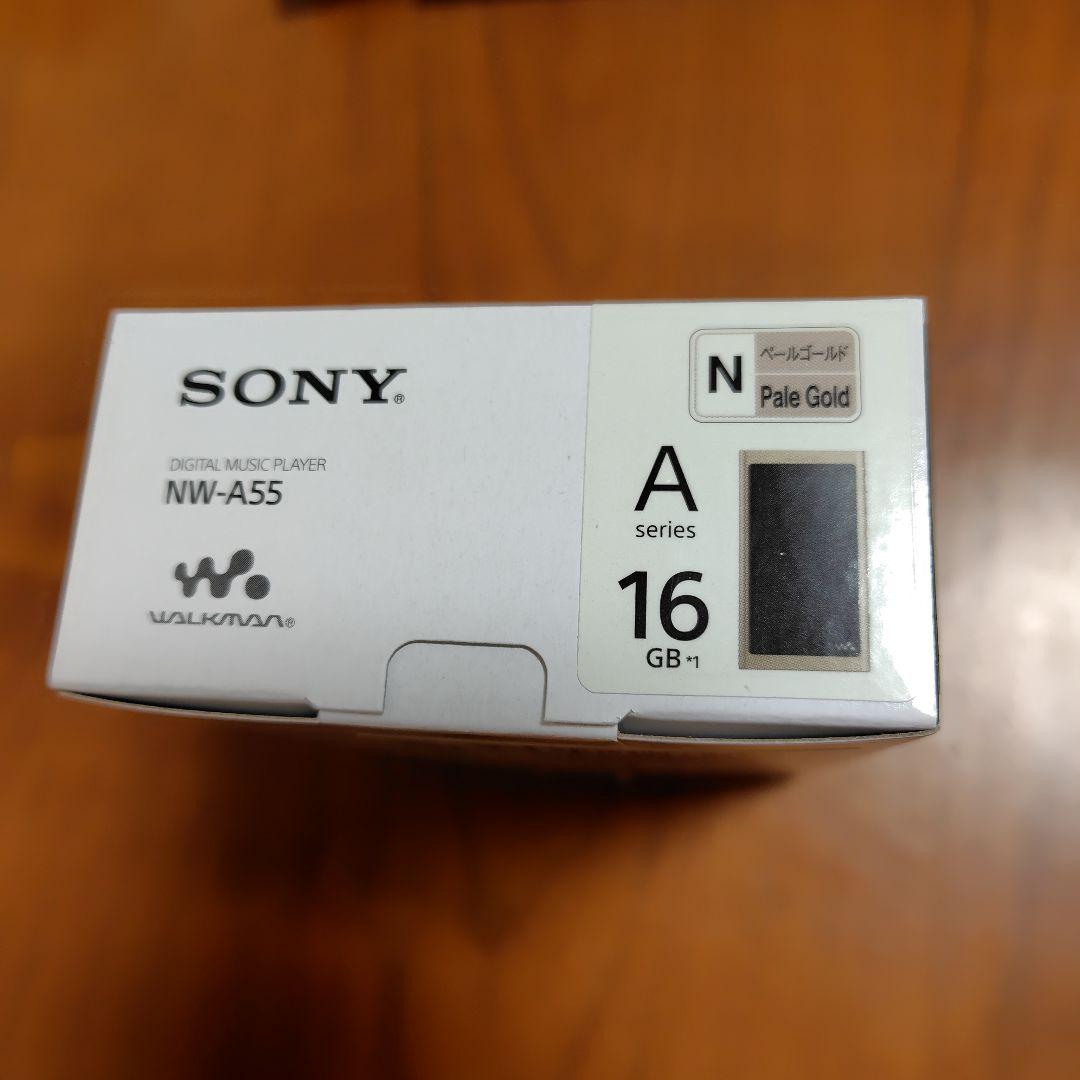 SONY®
DIGITAL MUSIC PLAYER
NW-A55
WALKMAN®
N
ペールゴールド
Pale Gold
A
series
16
GB *1